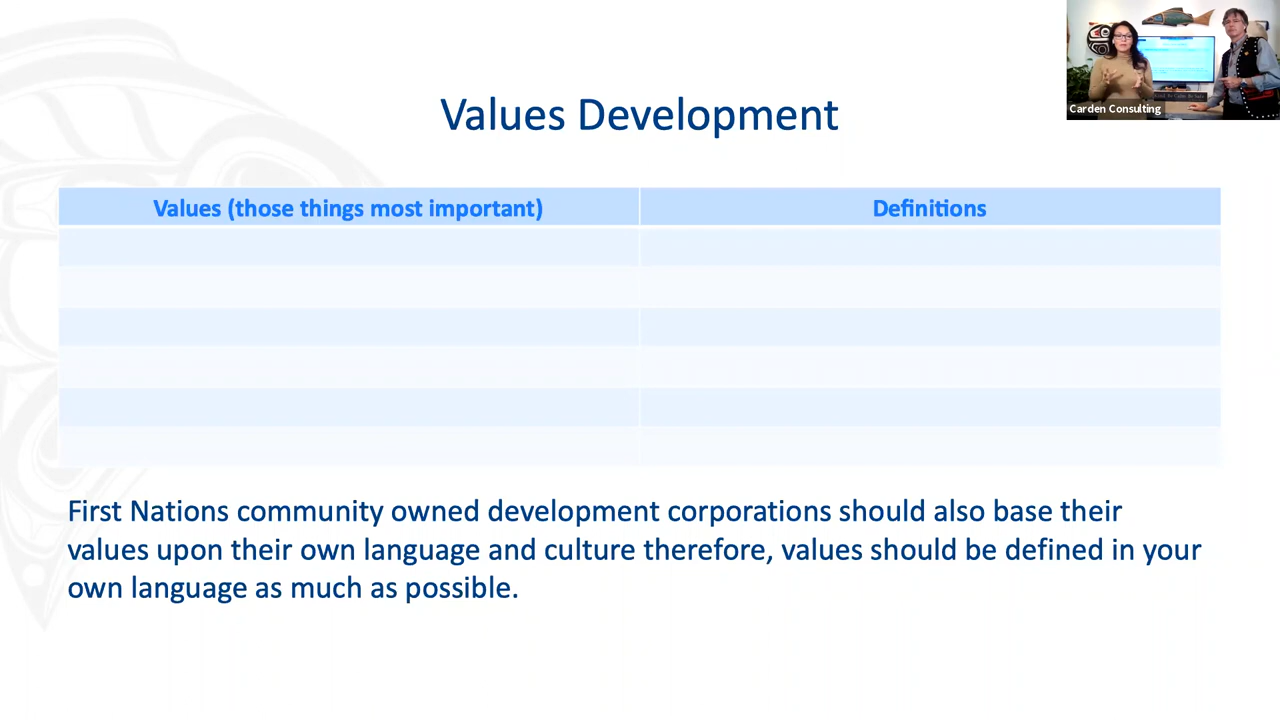 Carden Consulting
Values Development
Values (those things most important)
Definitions
First Nations community owned development corporations should also base their
values upon their own language and culture therefore, values should be defined in your
own language as much as possible.